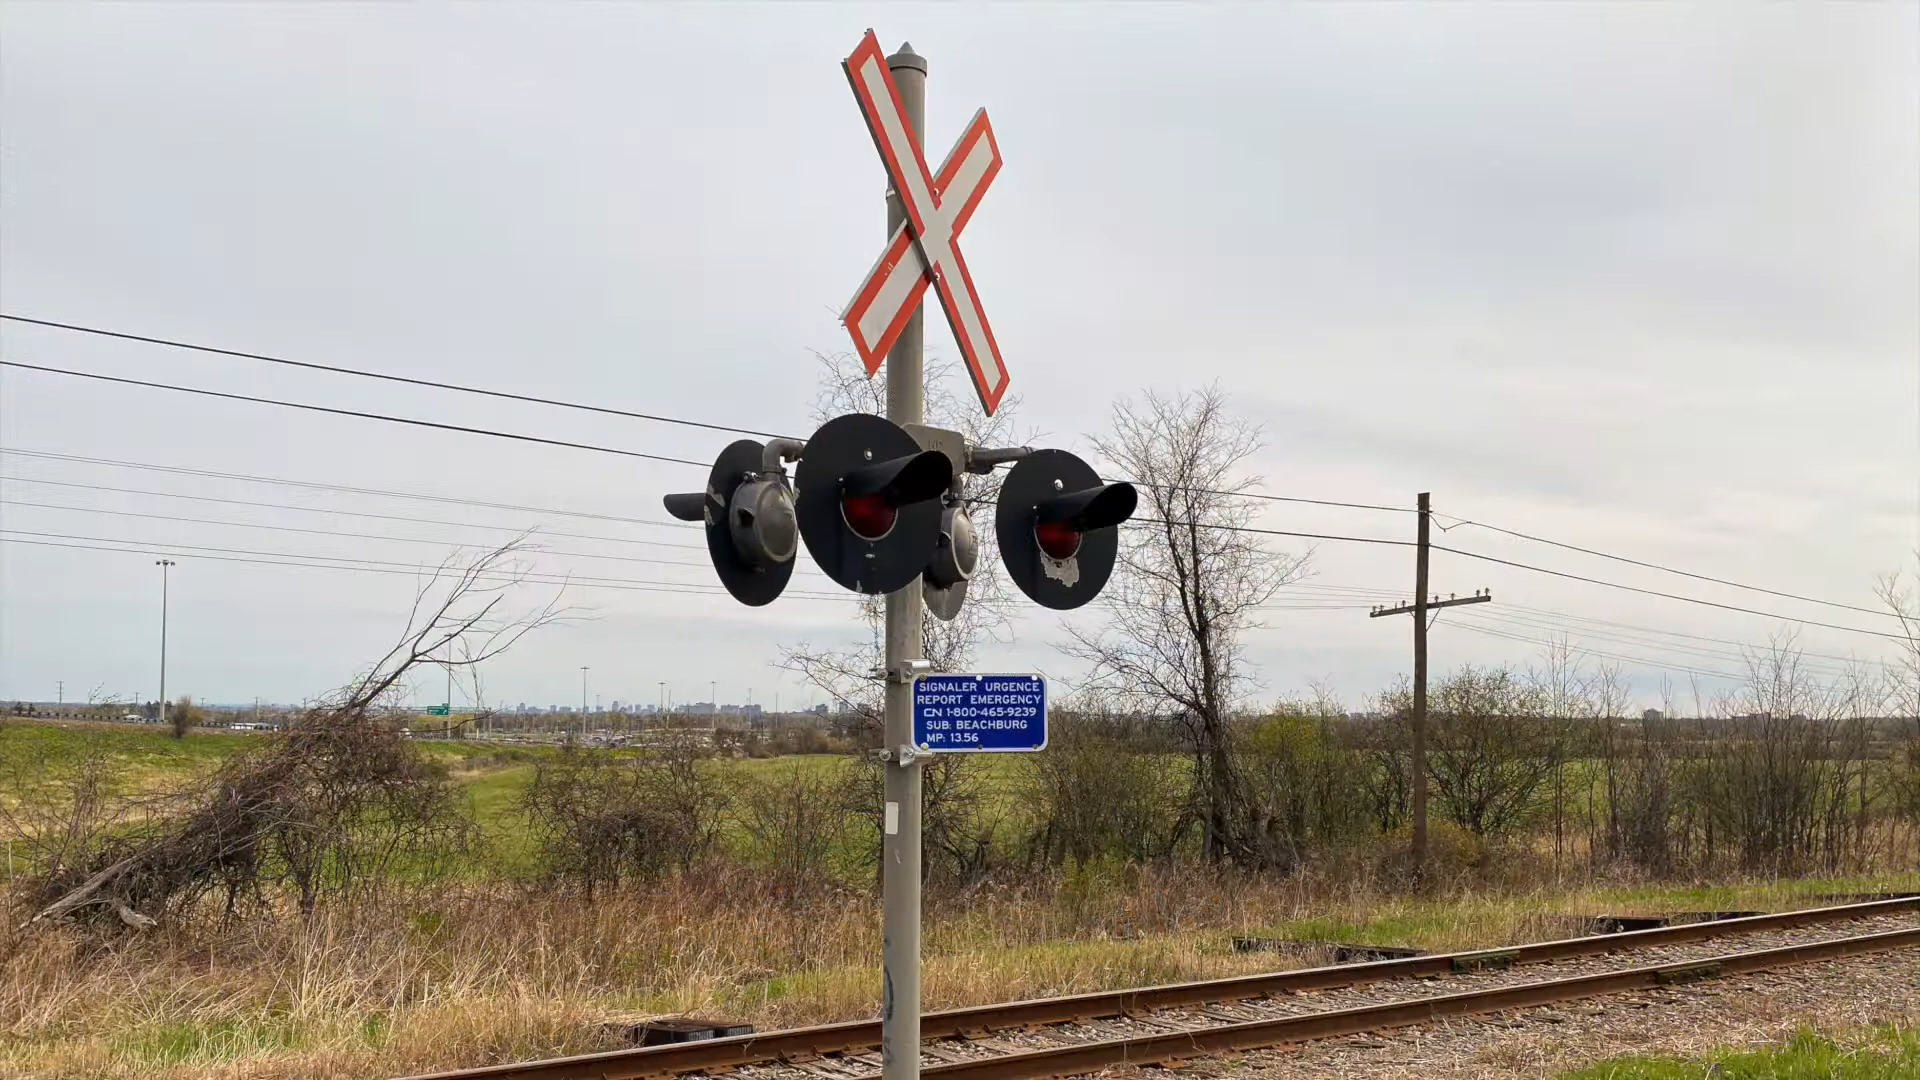 SIGNALER URGENCE
REPORT EMERGENCY
CN 1-800-465-9239
SUB: BEACHBURG
MP: 13.56